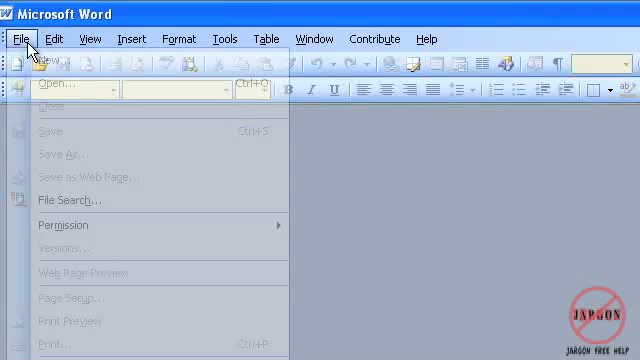 Microsoft Word
File Edit View Insert Format Tools Table Window Contribute Help
New...
Open... Ctrl+O
Close
B I U
Save Ctrl+S
Save As...
Save as Web Page...
File Search...
Permission
Versions...
Web Page Preview
Page Setup...
Print Preview
Print... Ctrl+P
JARGON
JARGON FREE HELP